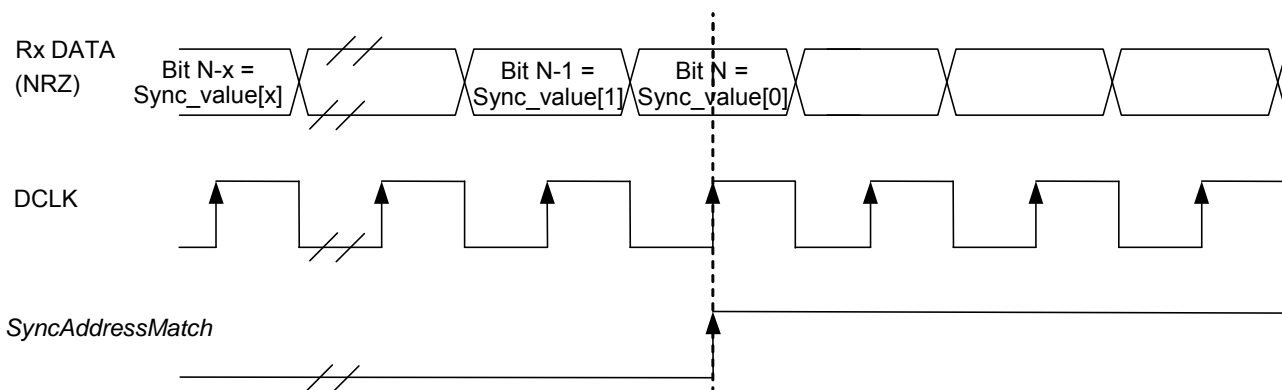 Rx DATA
(NRZ)
Bit N-x =
Sync_value[x]
Bit N-1 =
Sync_value[1]
Bit N =
Sync_value[0]
DCLK
SyncAddressMatch